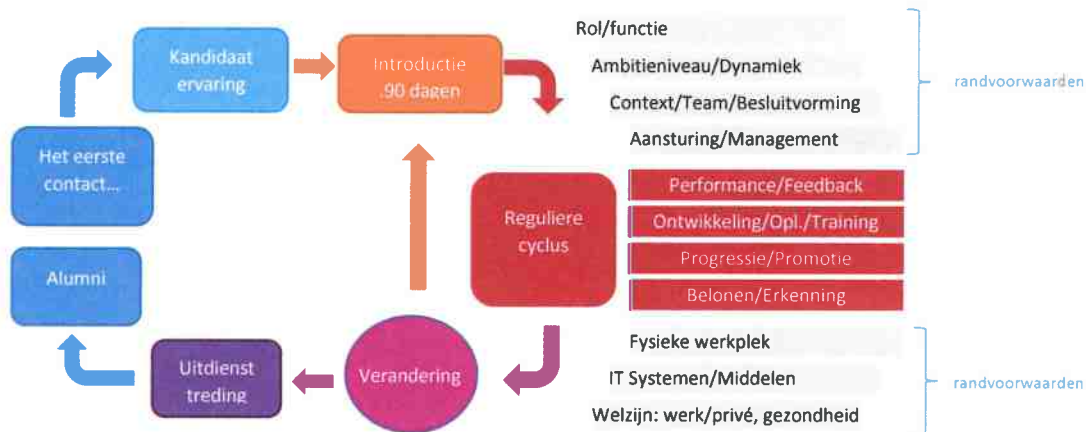 Kandidaat
ervaring
Introductie
.90 dagen
Rol/functie
Ambitieniveau/Dynamiek
Context/Team/Besluitvorming
Aansturing/Management
randvoorwaarden
Het eerste
contact...
Reguliere
cyclus
Performance/Feedback
Ontwikkeling/Opl./Training
Progressie/Promotie
Belonen/Erkenning
Alumni
Uitdienst
treding
Verandering
Fysieke werkplek
IT Systemen/Middelen
Welzijn: werk/privé, gezondheid
randvoorwaarden